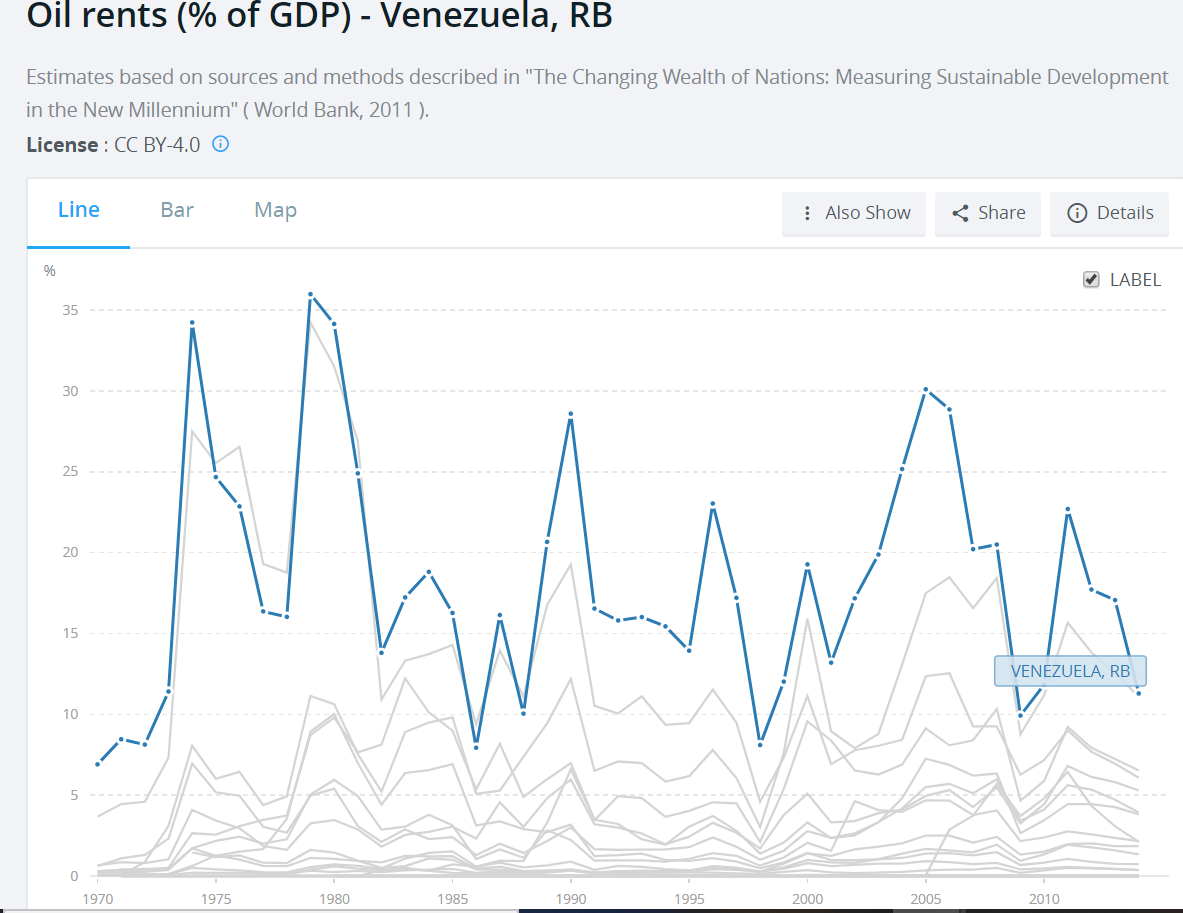 Oil rents (% of GDP) - Venezuela, RB
Estimates based on sources and methods described in "The Changing Wealth of Nations: Measuring Sustainable Development
in the New Millennium" ( World Bank, 2011 ).
License : CC BY-4.0
Line Bar Map Also Show Share Details
%
LABEL
35
30
25
20
15
VENEZUELA, RB
10
5
0
1970 1975 1980 1985 1990 1995 2000 2005 2010